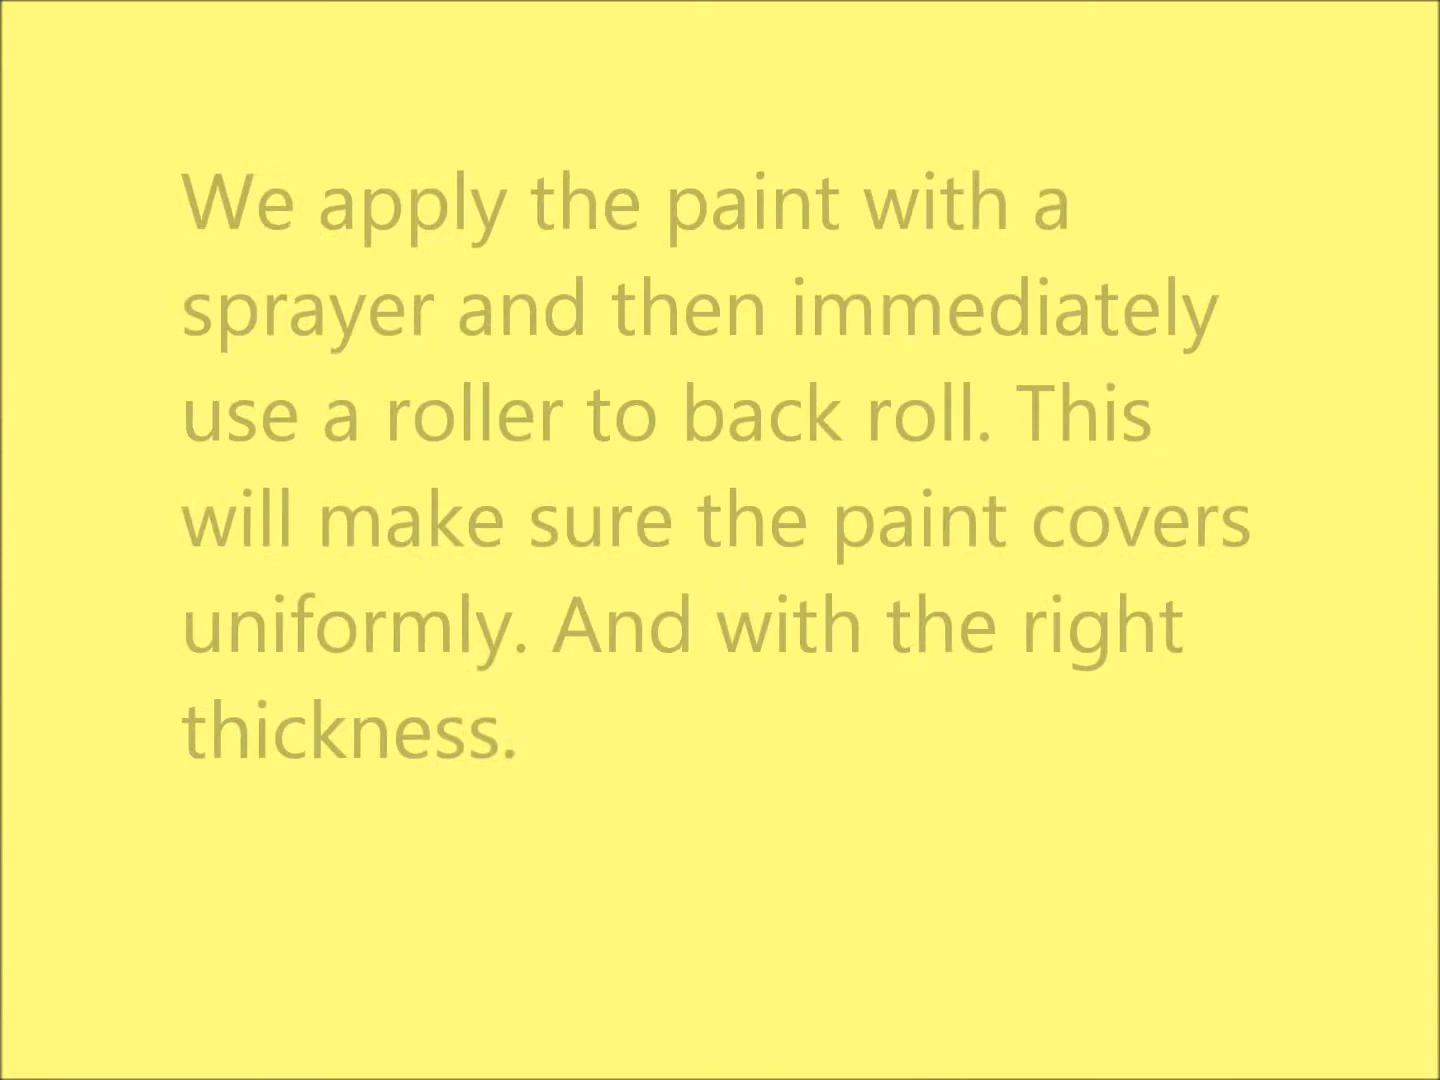 We apply the paint with a
sprayer and then immediately
use a roller to back roll. This
will make sure the paint covers
uniformly. And with the right
thickness.